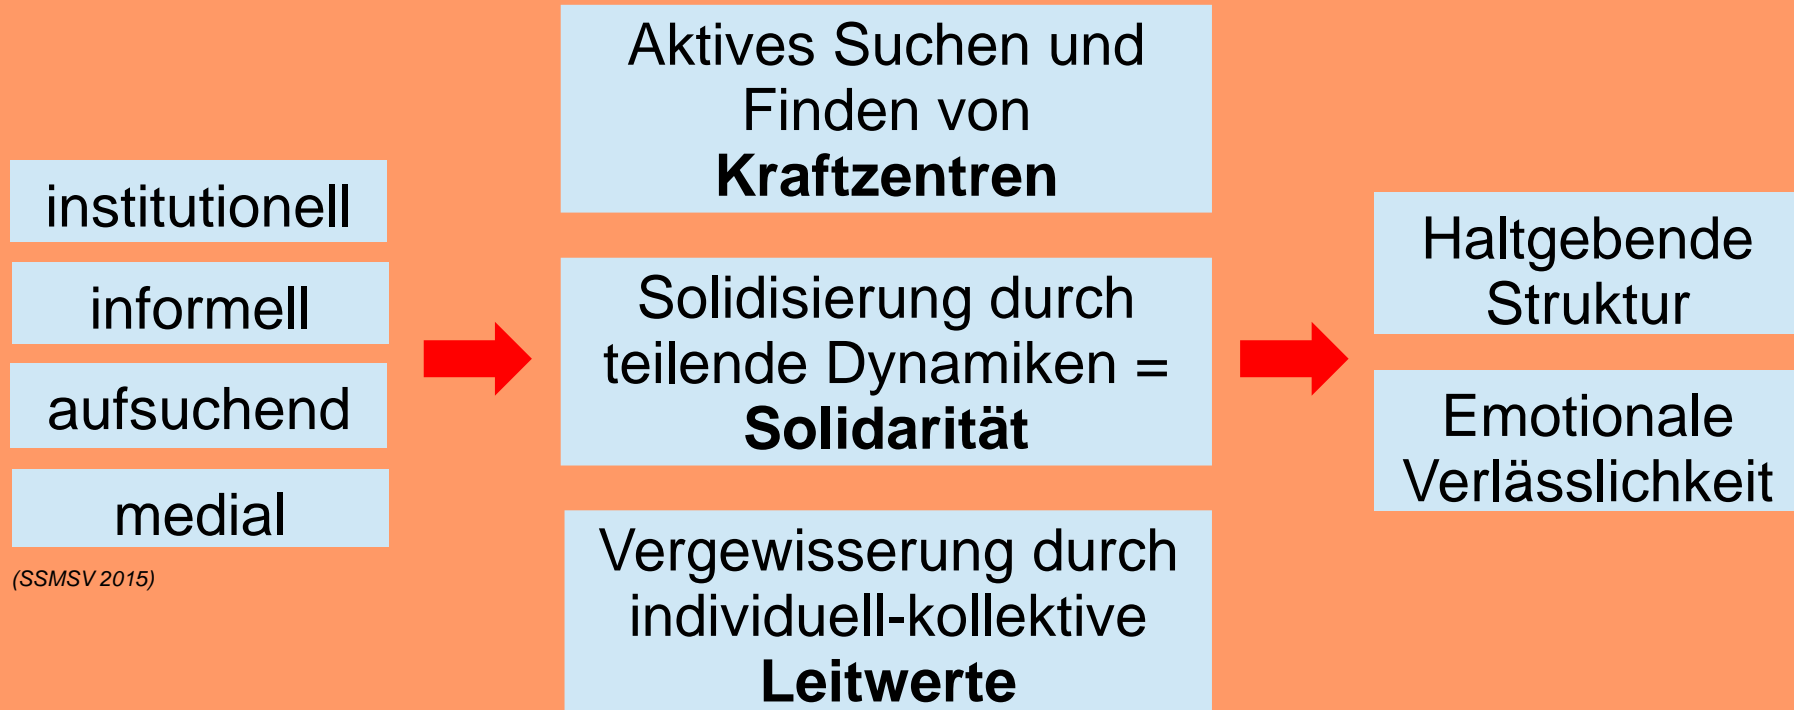 institutionell
informell
aufsuchend
medial
(SSMSV 2015)
Aktives Suchen und
Finden von
Kraftzentren
Solidisierung durch
teilende Dynamiken =
Solidarität
Vergewisserung durch
individuell-kollektive
Leitwerte
Haltgebende
Struktur
Emotionale
Verlässlichkeit